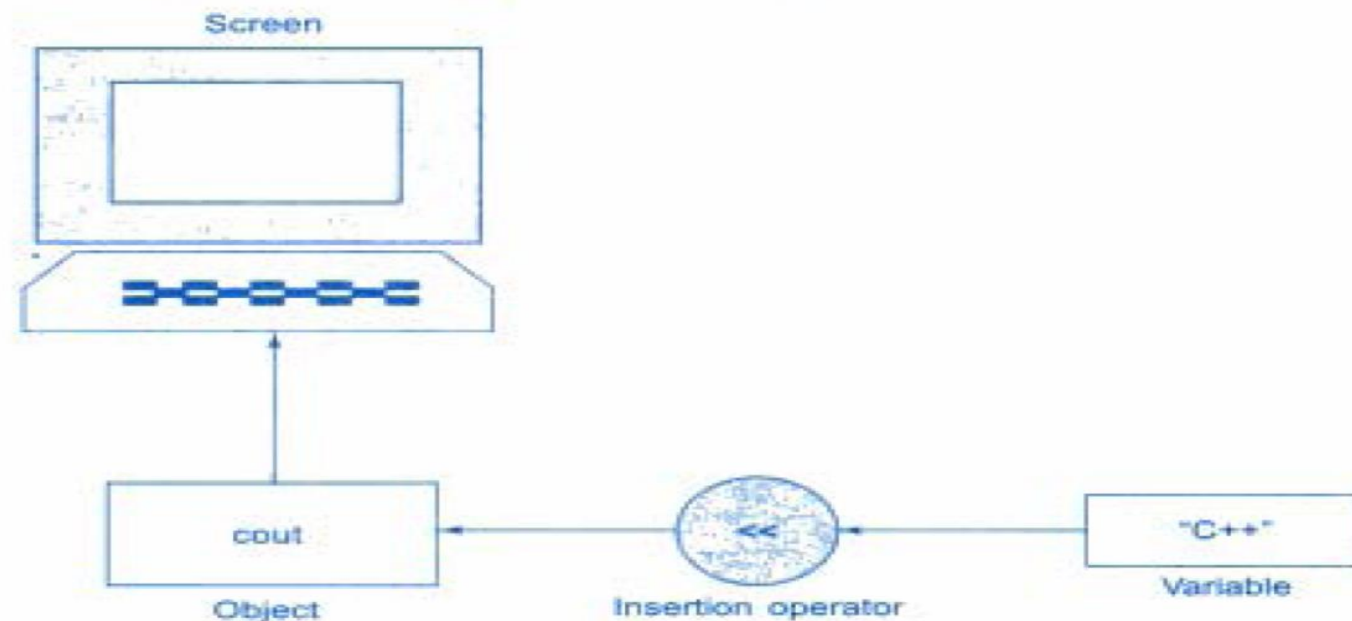 Screen
cout
Object
<<
Insertion operator
"C++"
Variable